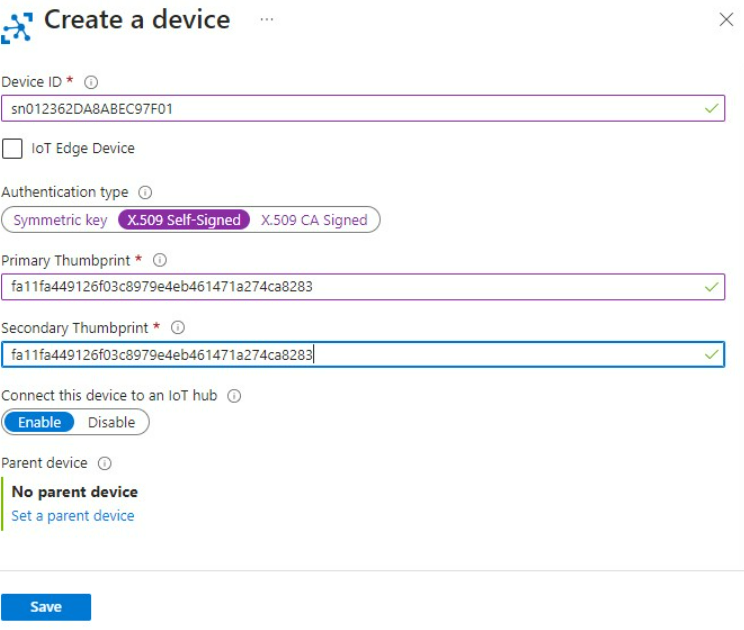 Create a device ...
Device ID *
sn012362DA8ABEC97F01
IoT Edge Device
Authentication type
Symmetric key X.509 Self-Signed X.509 CA Signed
Primary Thumbprint *
fa11fa449126f03c8979e4eb461471a274ca8283
Secondary Thumbprint *
fa11fa449126f03c8979e4eb461471a274ca8283
Connect this device to an IoT hub
Enable Disable
Parent device
No parent device
Set a parent device
Save